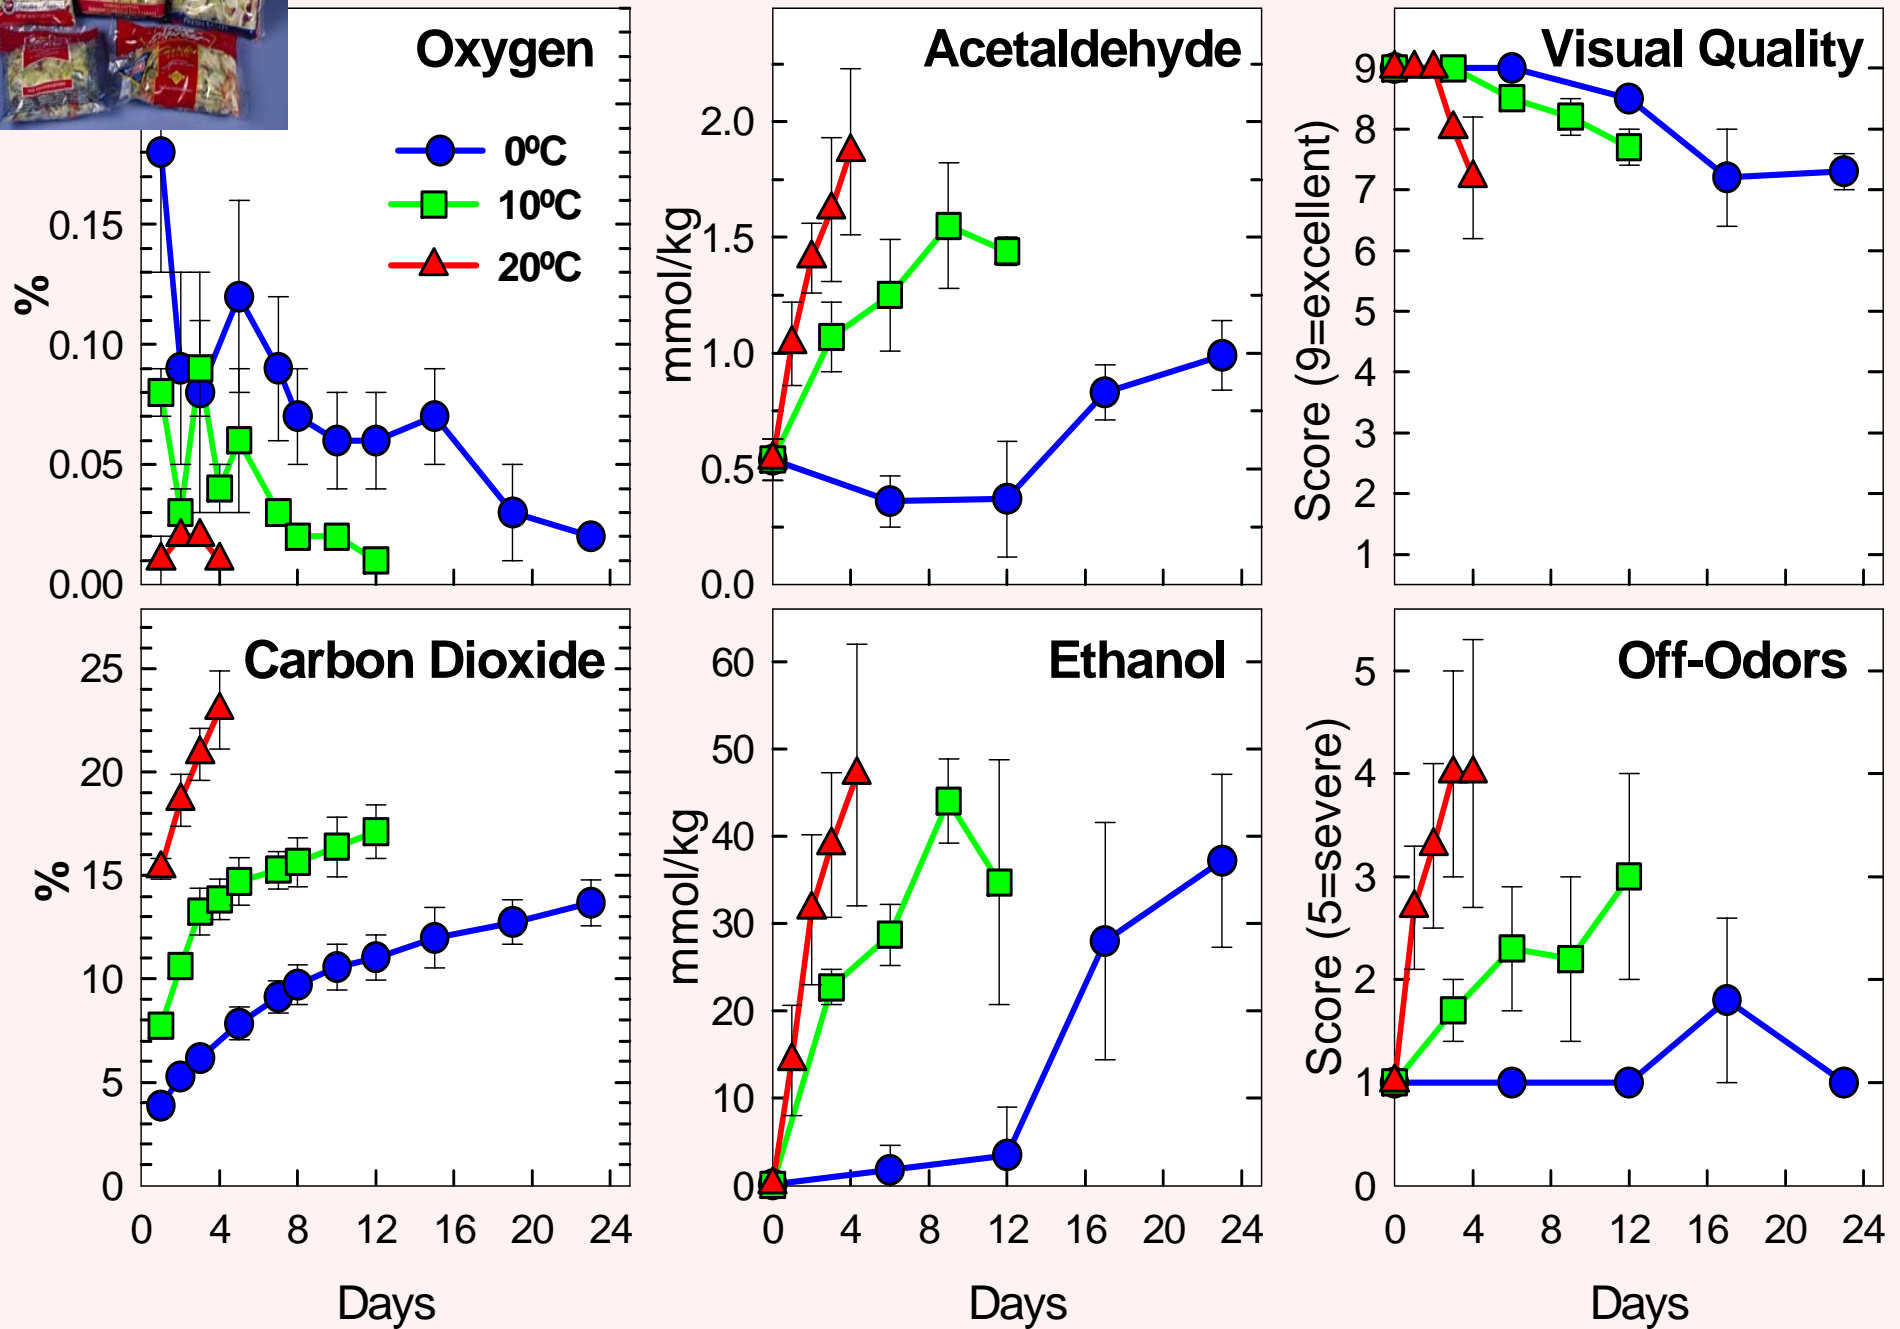 Oxygen
0ºC
10ºC
20ºC
%
0.15
0.10
0.05
0.00
Acetaldehyde
mmol/kg
2.0
1.5
1.0
0.5
0.0
Visual Quality
Score (9=excellent)
9
8
7
6
5
4
3
2
1
Carbon Dioxide
%
25
20
15
10
5
0
0 4 8 12 16 20 24
Days
Ethanol
mmol/kg
60
50
40
30
20
10
0
0 4 8 12 16 20 24
Days
Off-Odors
Score (5=severe)
5
4
3
2
1
0
0 4 8 12 16 20 24
Days